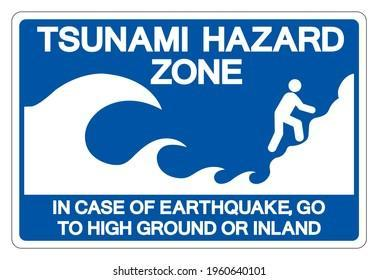 TSUNAMI HAZARD
ZONE
IN CASE OF EARTHQUAKE, GO
TO HIGH GROUND OR INLAND
shutterstock.com · 1960640101